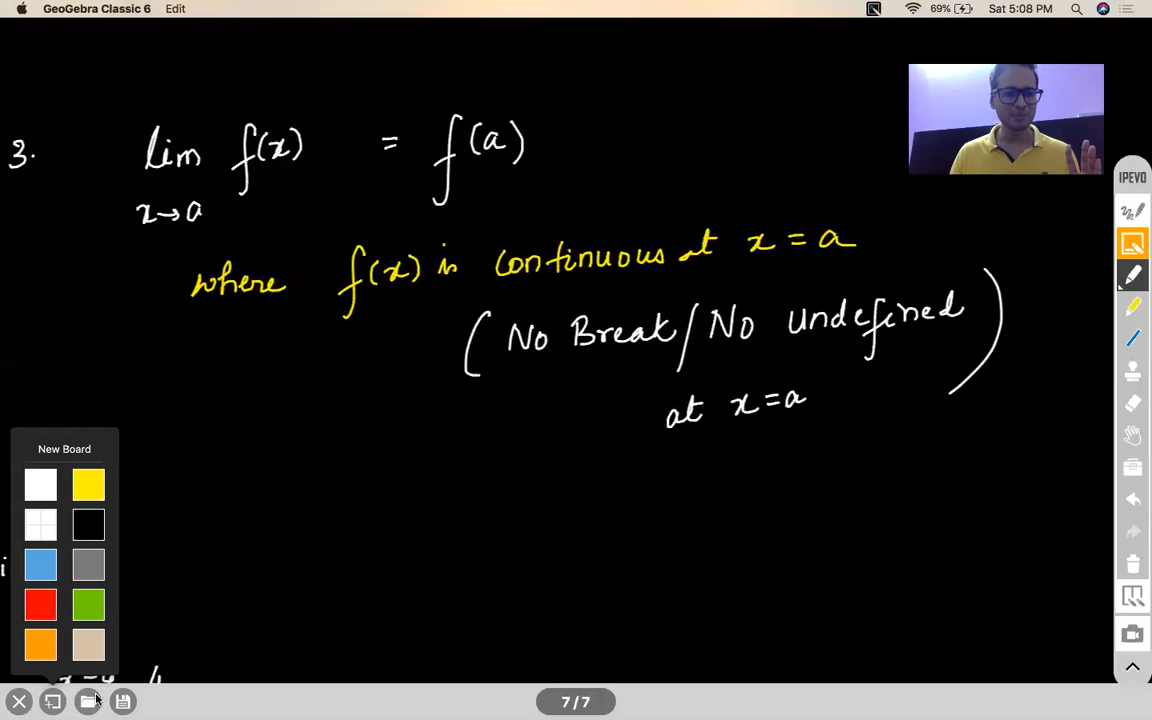 GeoGebra Classic 6 Edit 69% Sat 5:08 PM
3. lim f(x) = f(a)
x→a
where f(x) is continuous at x = a
( No Break / No undefined )
at x = a
IPEVO
New Board
7 / 7